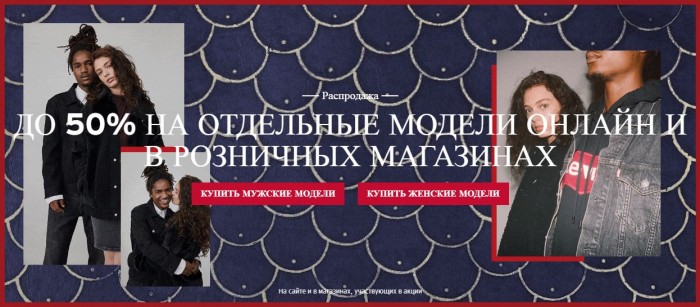 Распродажа
ДО 50% НА ОТДЕЛЬНЫЕ МОДЕЛИ ОНЛАЙН И
В РОЗНИЧНЫХ МАГАЗИНАХ
КУПИТЬ МУЖСКИЕ МОДЕЛИ
КУПИТЬ ЖЕНСКИЕ МОДЕЛИ
На сайте и в магазинах, участвующих в акции